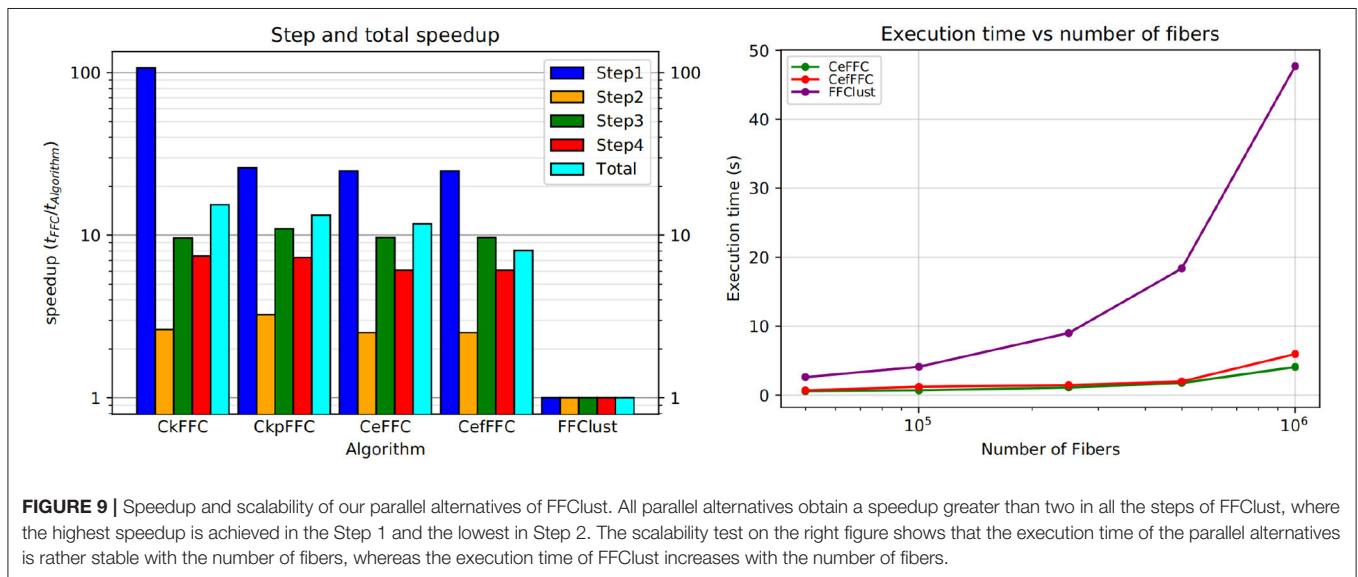 Step and total speedup
100
10
1
speedup (t_FFC/t_Algorithm)
Step1
Step2
Step3
Step4
Total
100
10
1
CkFFC CkpFFC CeFFC CefFFC FFClust
Algorithm
Execution time vs number of fibers
50
40
30
20
10
0
Execution time (s)
CeFFC
CefFFC
FFClust
10^5 10^6
Number of Fibers
FIGURE 9 | Speedup and scalability of our parallel alternatives of FFClust. All parallel alternatives obtain a speedup greater than two in all the steps of FFClust, where
the highest speedup is achieved in the Step 1 and the lowest in Step 2. The scalability test on the right figure shows that the execution time of the parallel alternatives
is rather stable with the number of fibers, whereas the execution time of FFClust increases with the number of fibers.